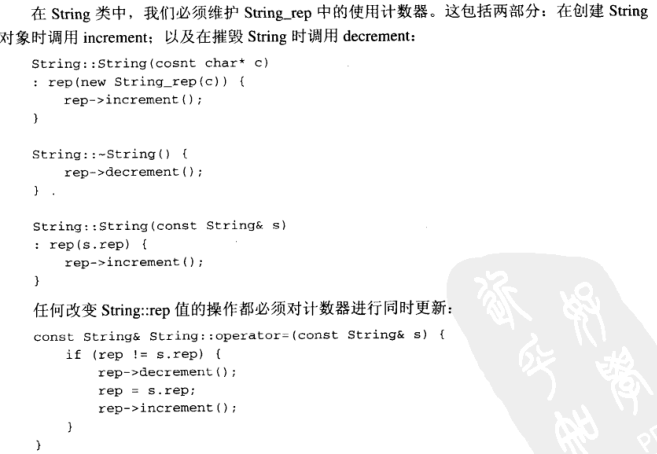 在 String 类中，我们必须维护 String_rep 中的使用计数器。这包括两部分：在创建 String
对象时调用 increment；以及在摧毁 String 时调用 decrement：
String::String(cosnt char* c)
: rep(new String_rep(c)) {
    rep->increment();
}
String::~String() {
    rep->decrement();
}
String::String(const String& s)
: rep(s.rep) {
    rep->increment();
}
任何改变 String::rep 值的操作都必须对计数器进行同时更新：
const String& String::operator=(const String& s) {
    if (rep != s.rep) {
        rep->decrement();
        rep = s.rep;
        rep->increment();
    }
}